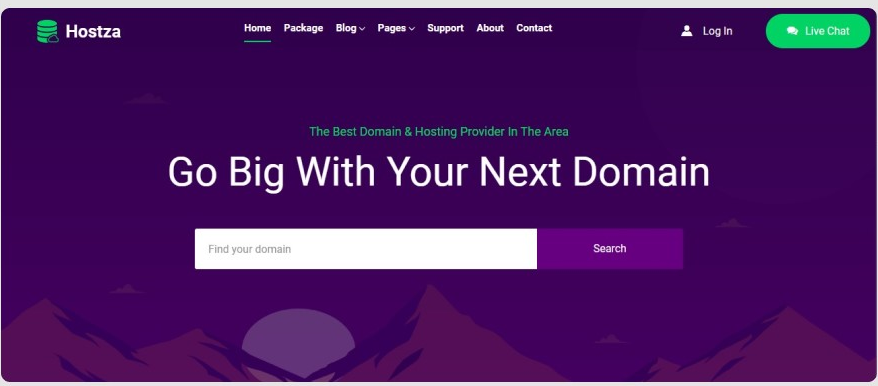 Hostza
Home Package Blog Pages Support About Contact
Log In
Live Chat
The Best Domain & Hosting Provider In The Area
Go Big With Your Next Domain
Find your domain
Search